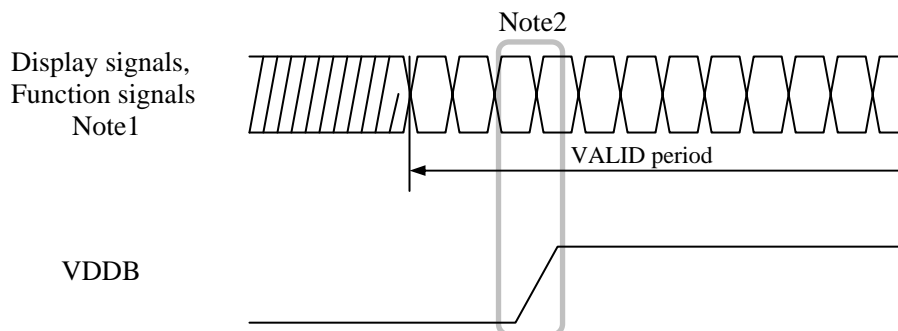 Note2
Display signals,
Function signals
Note1
VALID period
VDDB